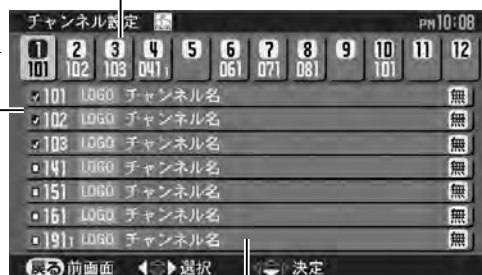 チャンネル設定 PM10:08
1 2 3 4 5 6 7 8 9 10 11 12
101 102 103 041₁ 061 071 081 101
101 LOGO チャンネル名 無
102 LOGO チャンネル名 無
103 LOGO チャンネル名 無
141 LOGO チャンネル名 無
151 LOGO チャンネル名 無
161 LOGO チャンネル名 無
191₁ LOGO チャンネル名 無
戻る 前画面 選択 決定